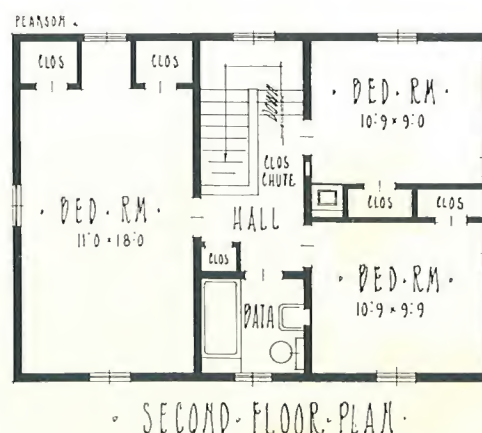 PEARSON
CLOS
CLOS
· BED · RM ·
11'0 × 18'0
DOWN
CLOS
CHUTE
HALL
CLOS
BATH
· BED · RM ·
10'9 × 9'0
CLOS
CLOS
· BED · RM ·
10'9 × 9'9
· SECOND · FLOOR · PLAN ·